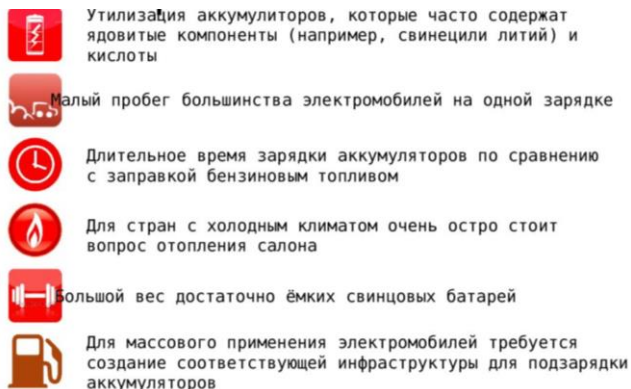 Утилизация аккумулиторов, которые часто содержат
ядовитые компоненты (например, свинецили литий) и
кислоты
Малый пробег большинства электромобилей на одной зарядке
Длительное время зарядки аккумуляторов по сравнению
с заправкой бензиновым топливом
Для стран с холодным климатом очень остро стоит
вопрос отопления салона
Большой вес достаточно ёмких свинцовых батарей
Для массового применения электромобилей требуется
создание соответствующей инфраструктуры для подзарядки
аккумуляторов